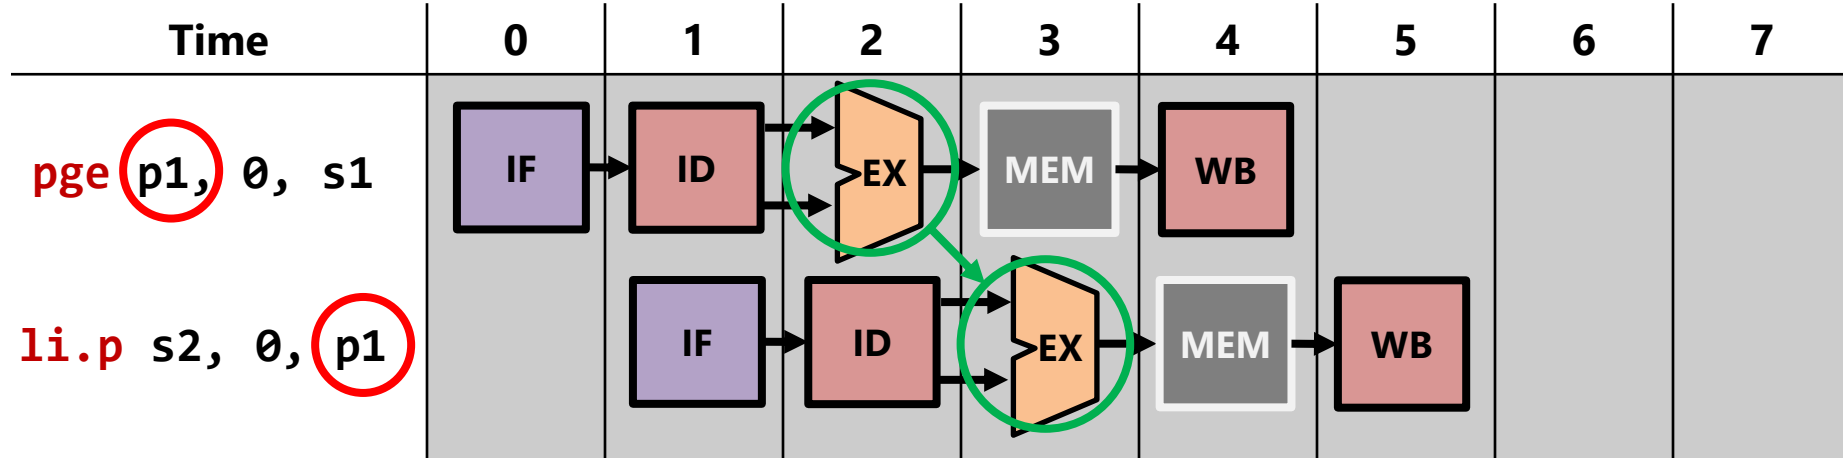 Time 0 1 2 3 4 5 6 7
pge p1, 0, s1 IF ID EX MEM WB
li.p s2, 0, p1 IF ID EX MEM WB